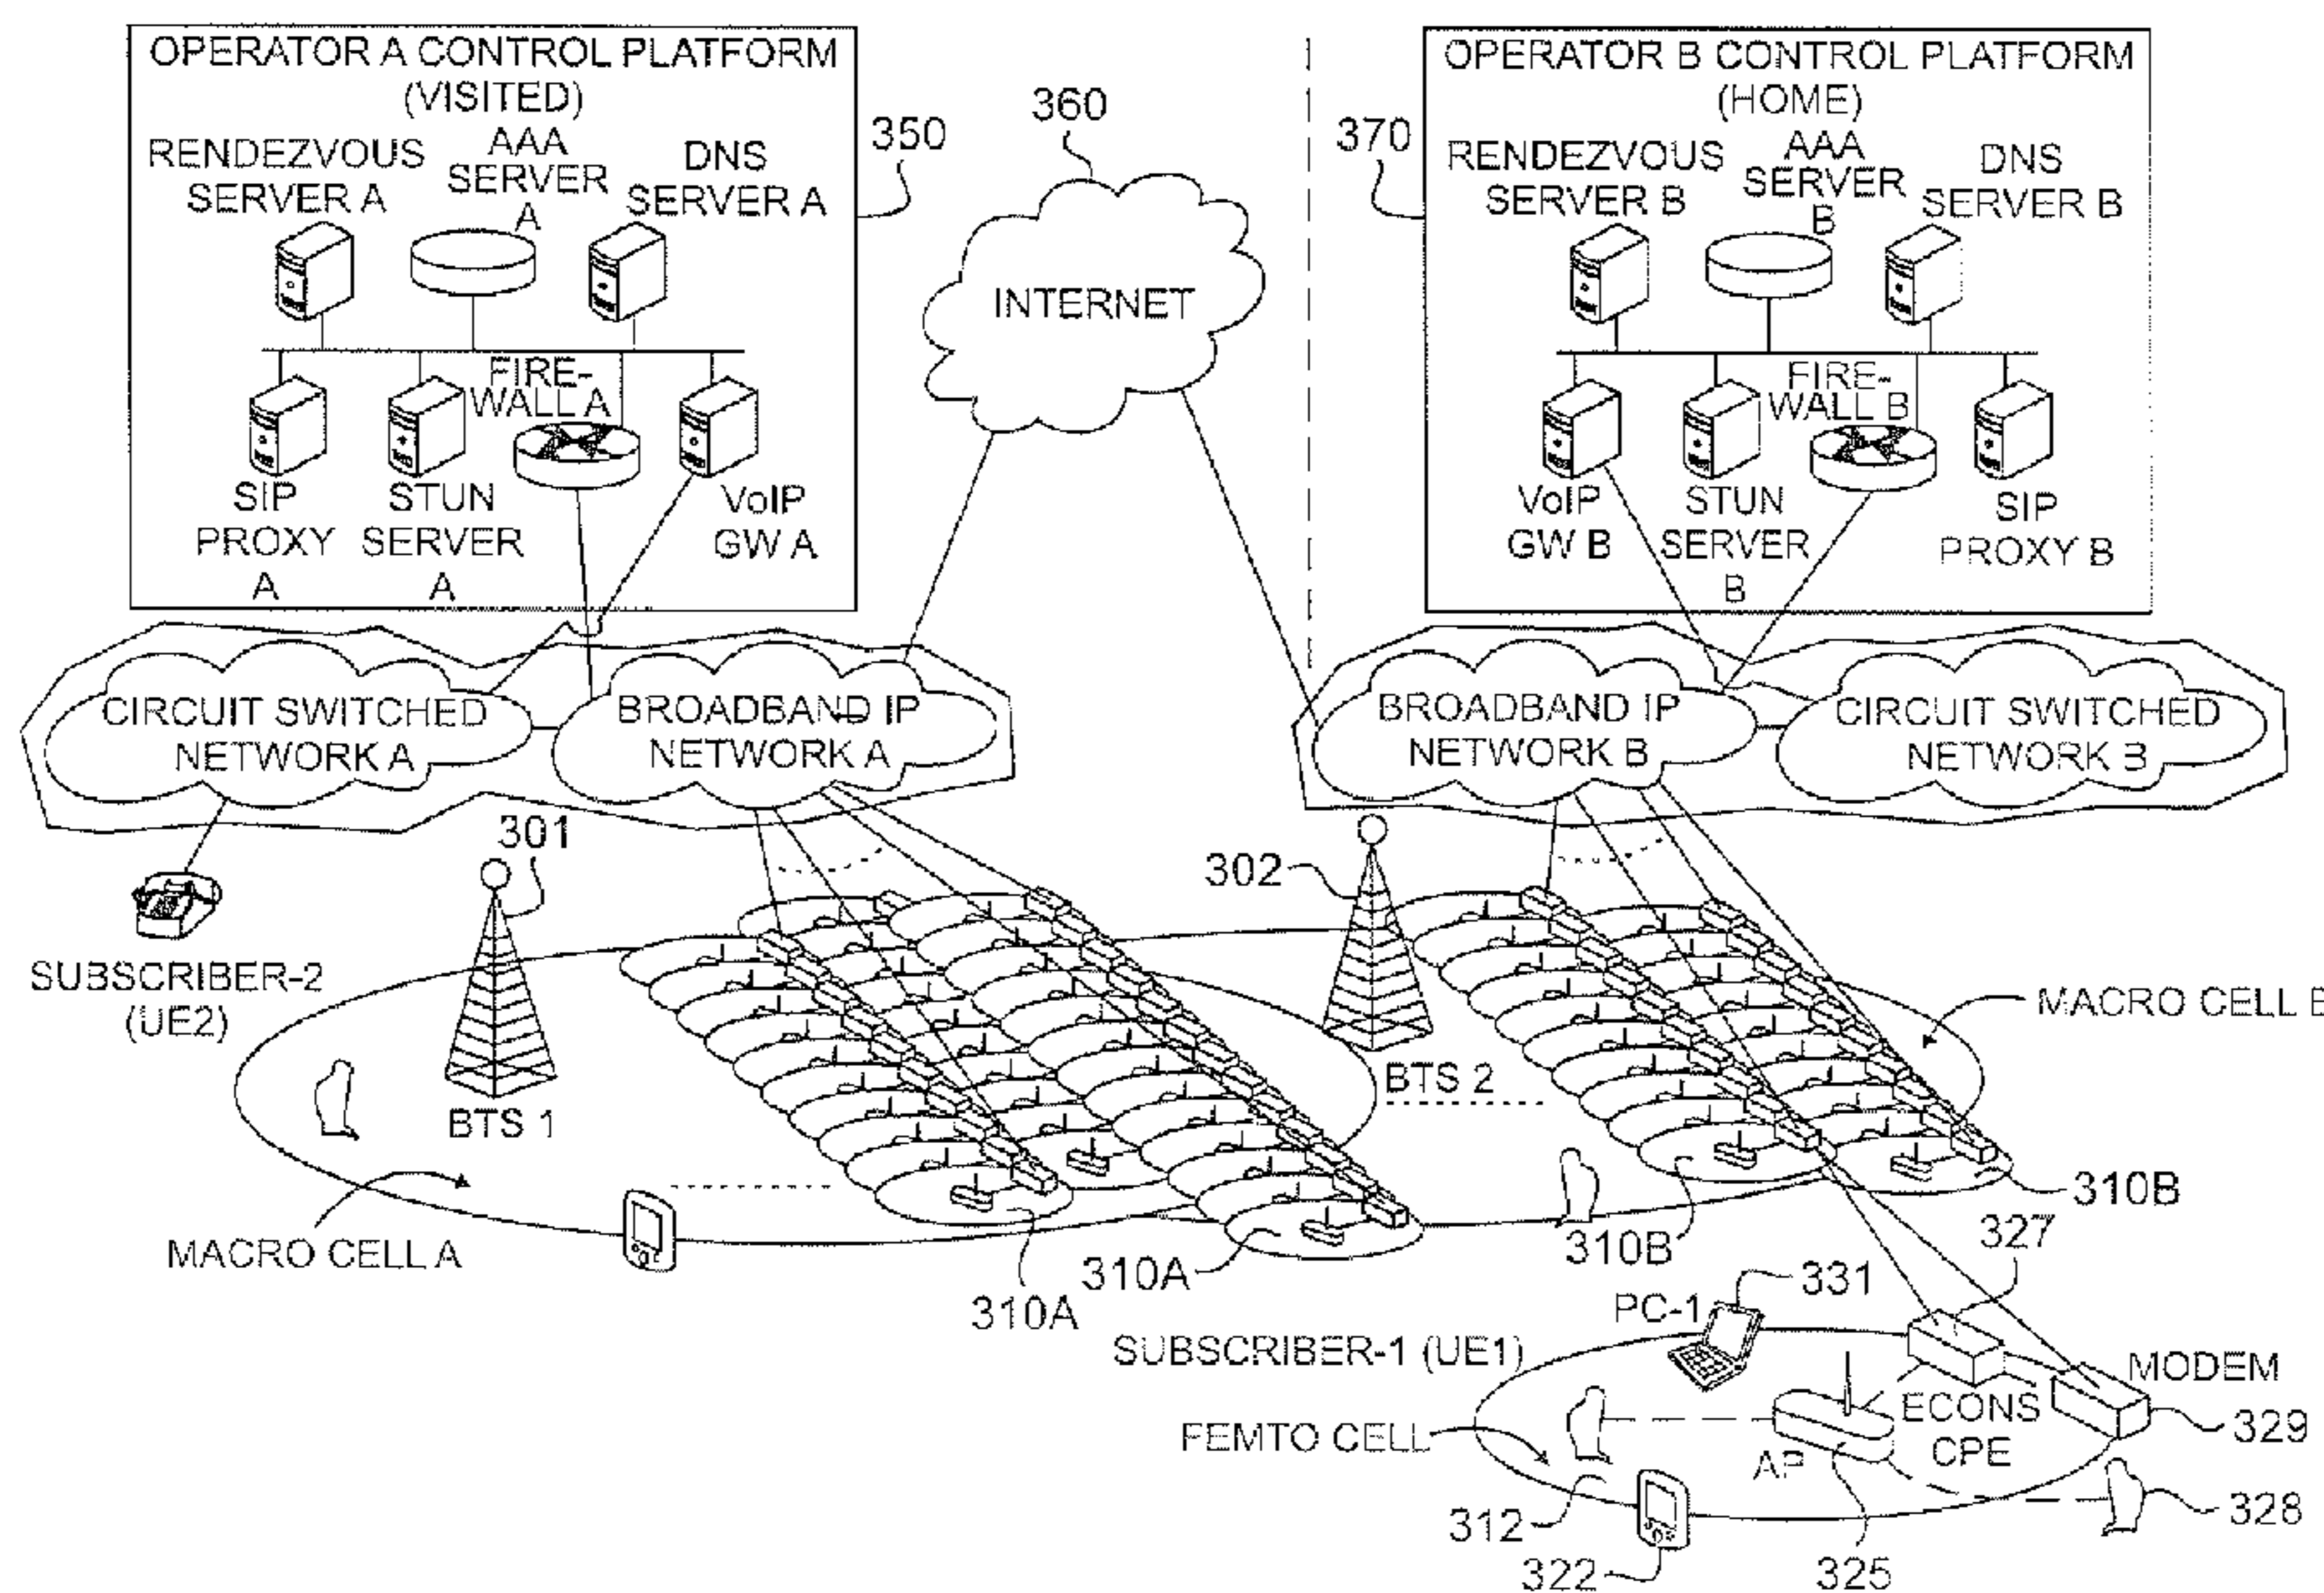 OPERATOR A CONTROL PLATFORM
(VISITED)
RENDEZVOUS
SERVER A
AAA
SERVER
A
DNS
SERVER A
350
FIRE-
WALL A
SIP
PROXY
A
STUN
SERVER
A
VoIP
GW A
360
INTERNET
OPERATOR B CONTROL PLATFORM
(HOME)
370
RENDEZVOUS
SERVER B
AAA
SERVER
B
DNS
SERVER B
FIRE-
WALL B
VoIP
GW B
STUN
SERVER
B
SIP
PROXY B
CIRCUIT SWITCHED
NETWORK A
BROADBAND IP
NETWORK A
BROADBAND IP
NETWORK B
CIRCUIT SWITCHED
NETWORK B
301
302
SUBSCRIBER-2
(UE2)
BTS 1
BTS 2
MACRO CELL B
MACRO CELL A
310A
310A
310B
310B
327
331
PC-1
SUBSCRIBER-1 (UE1)
MODEM
329
ECONS
CPE
FEMTO CELL
AP
312
322
325
328